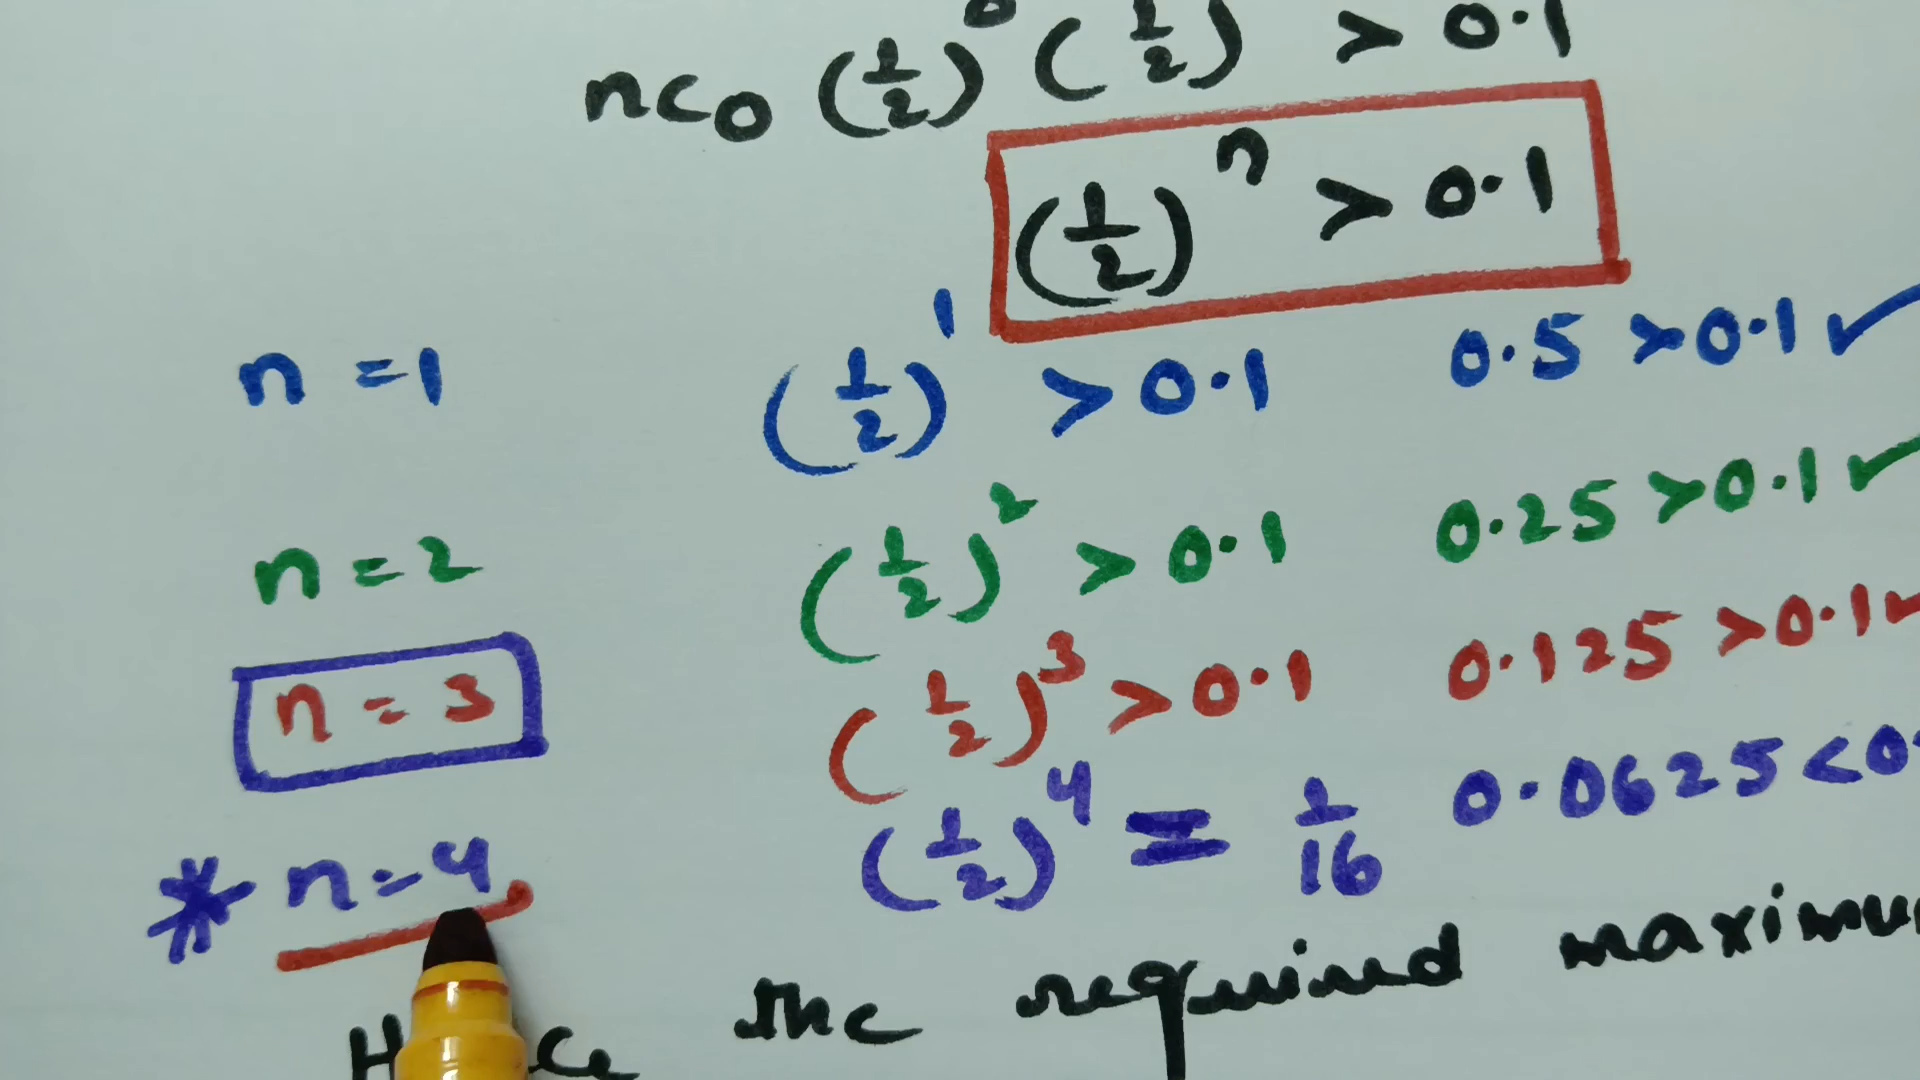 nC0 (1/2)^0 (1/2) > 0.1
(1/2)^n > 0.1
n = 1 (1/2)^1 > 0.1 0.5 > 0.1 ✓
n = 2 (1/2)^2 > 0.1 0.25 > 0.1 ✓
n = 3 (1/2)^3 > 0.1 0.125 > 0.1 ✓
* n = 4 (1/2)^4 = 1/16 0.0625 < 0
the required